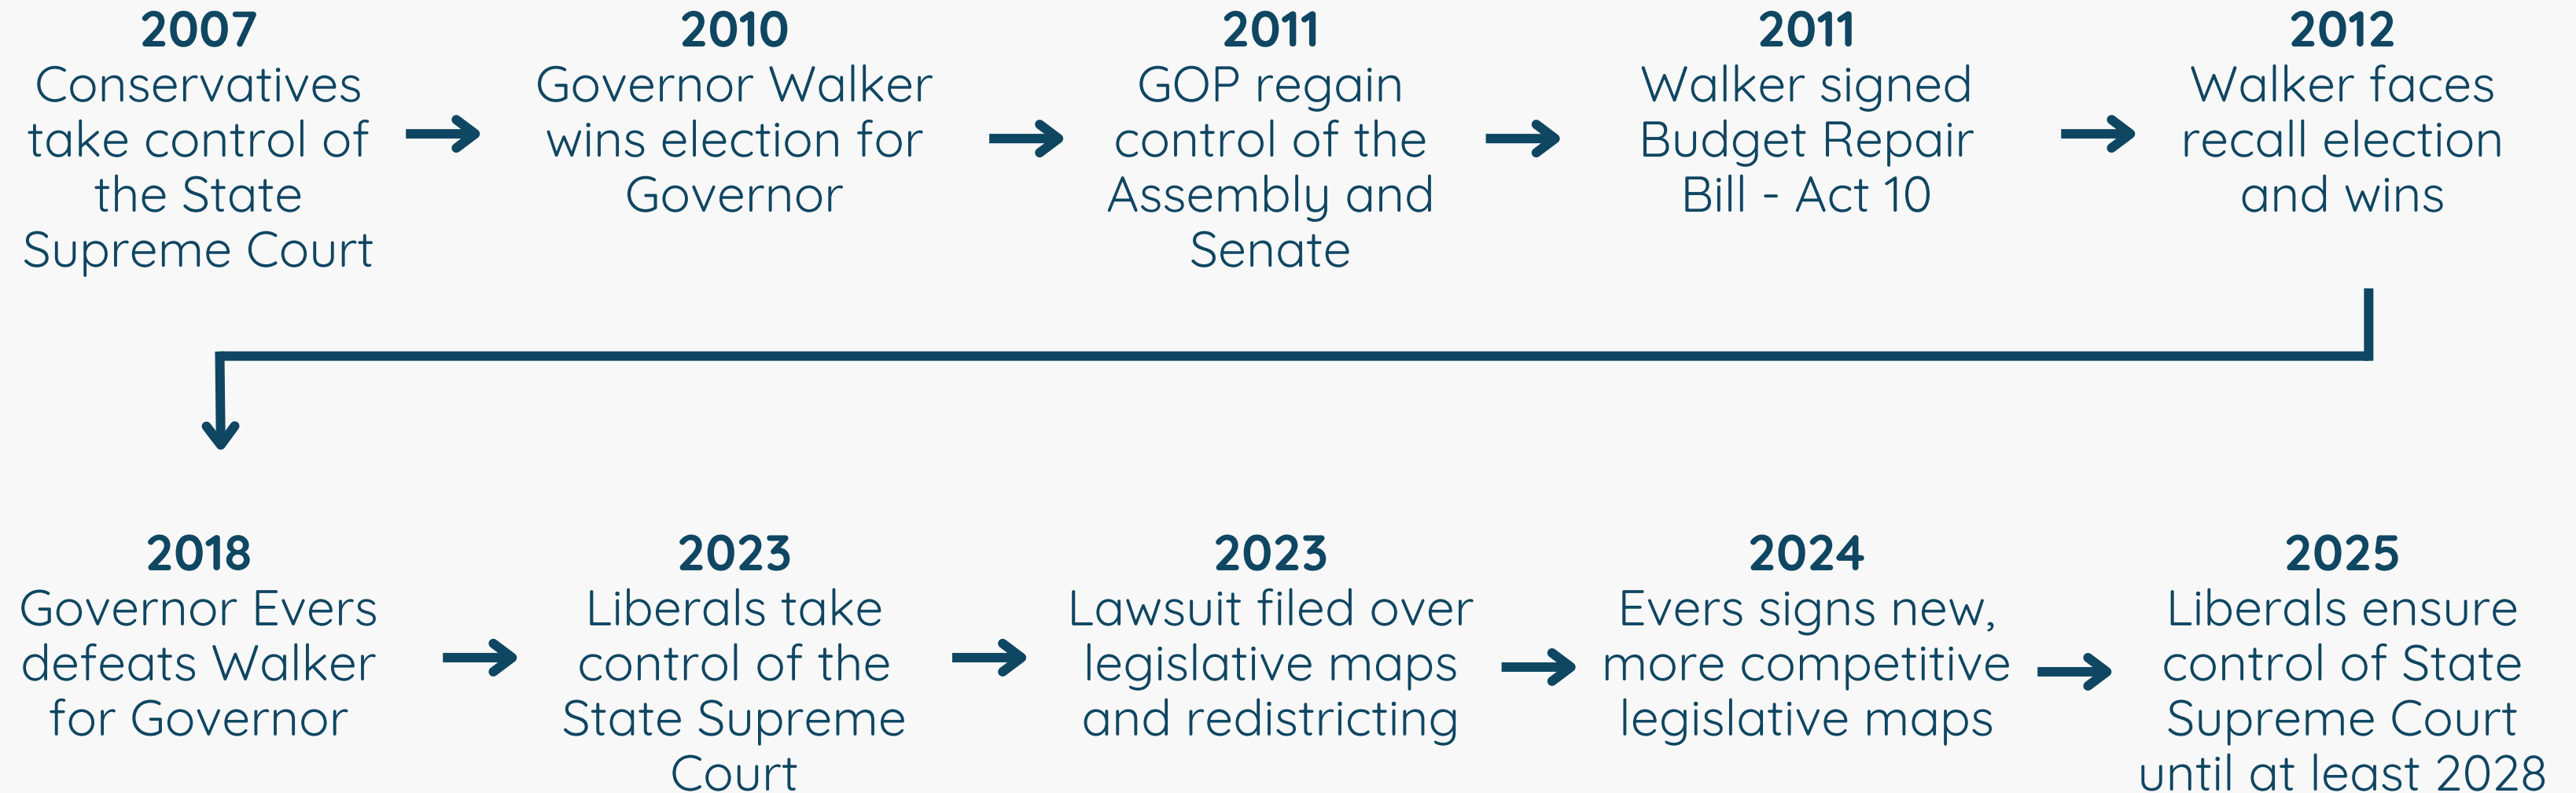 2007
Conservatives
take control of
the State
Supreme Court
2010
Governor Walker
wins election for
Governor
2011
GOP regain
control of the
Assembly and
Senate
2011
Walker signed
Budget Repair
Bill - Act 10
2012
Walker faces
recall election
and wins
2018
Governor Evers
defeats Walker
for Governor
2023
Liberals take
control of the
State Supreme
Court
2023
Lawsuit filed over
legislative maps
and redistricting
2024
Evers signs new,
more competitive
legislative maps
2025
Liberals ensure
control of State
Supreme Court
until at least 2028